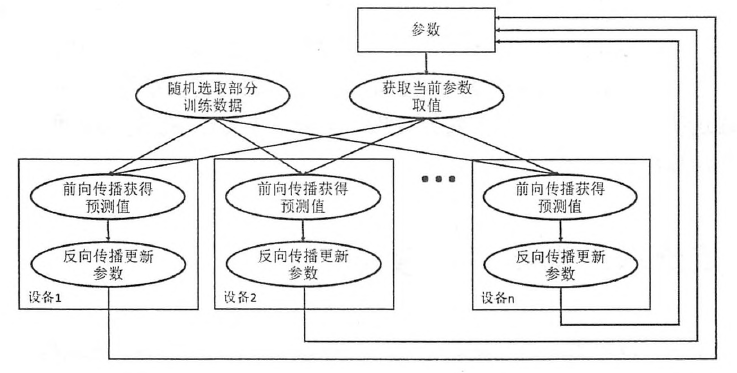 参数
随机选取部分
训练数据
获取当前参数
取值
前向传播获得
预测值
反向传播更新
参数
设备1
前向传播获得
预测值
反向传播更新
参数
设备2
前向传播获得
预测值
反向传播更新
参数
设备n